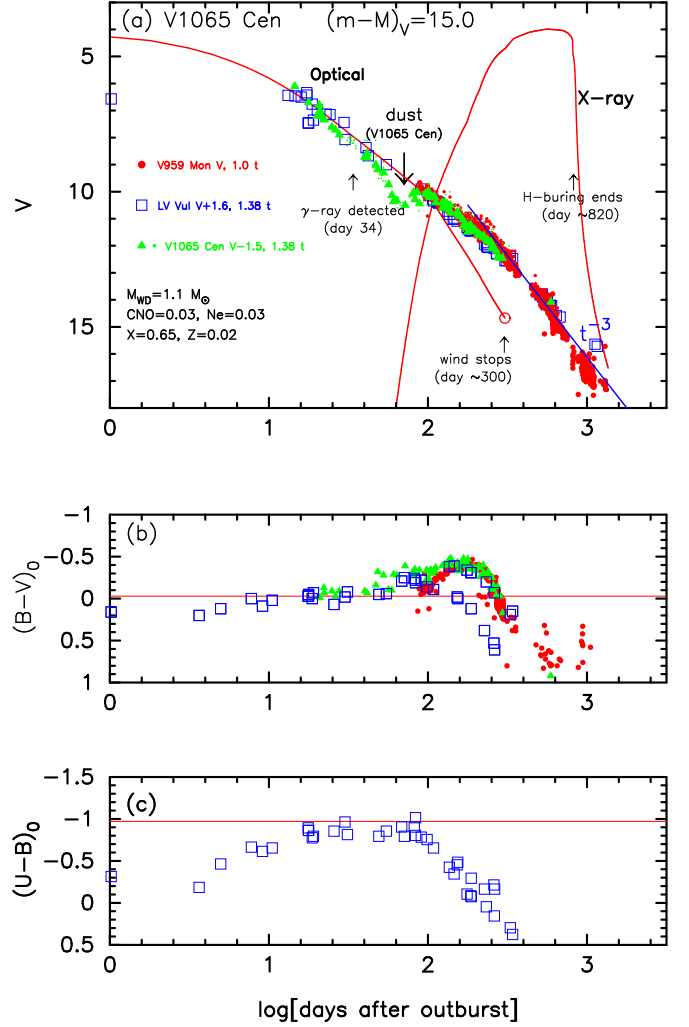 (a) V1065 Cen (m−M)V=15.0
Optical
X−ray
dust
(V1065 Cen)
V959 Mon V, 1.0 t
LV Vul V+1.6, 1.38 t
V1065 Cen V−1.5, 1.38 t
γ−ray detected
(day 34)
H−buring ends
(day ~820)
MWD=1.1 M⊙
CNO=0.03, Ne=0.03
X=0.65, Z=0.02
wind stops
(day ~300)
t−3
V
5
10
15
0 1 2 3
(b)
(B−V)0
−1
−0.5
0
0.5
1
0 1 2 3
(c)
(U−B)0
−1.5
−1
−0.5
0
0.5
0 1 2 3
log[days after outburst]